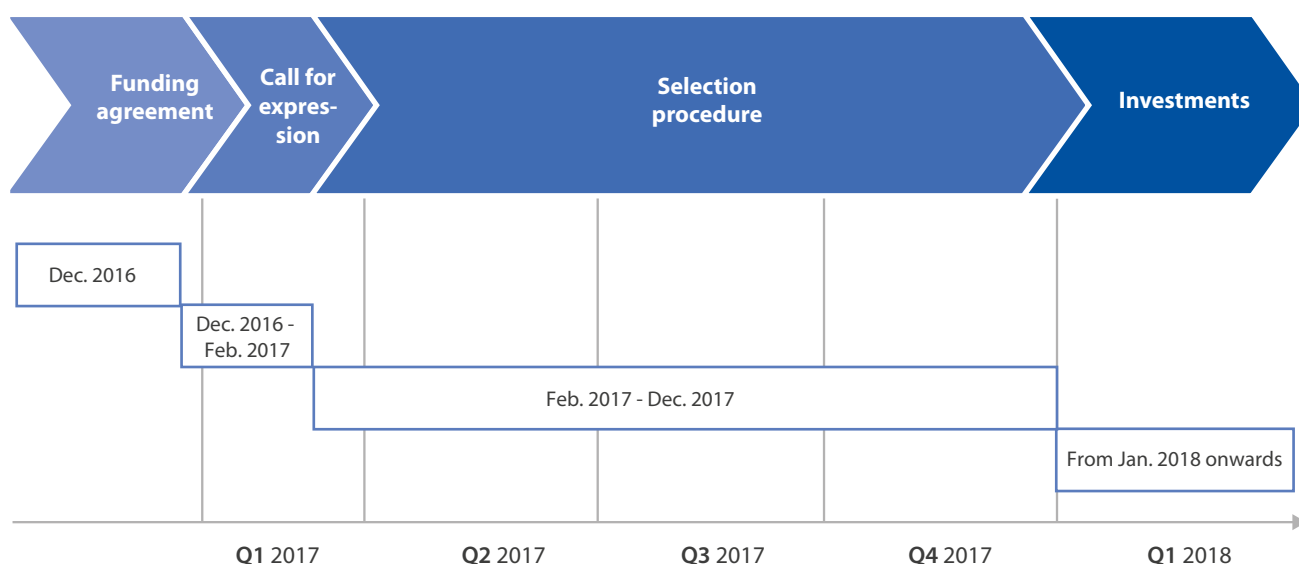 Funding
agreement
Call for
expres-
sion
Selection
procedure
Investments
Dec. 2016
Dec. 2016 -
Feb. 2017
Feb. 2017 - Dec. 2017
From Jan. 2018 onwards
Q1 2017
Q2 2017
Q3 2017
Q4 2017
Q1 2018